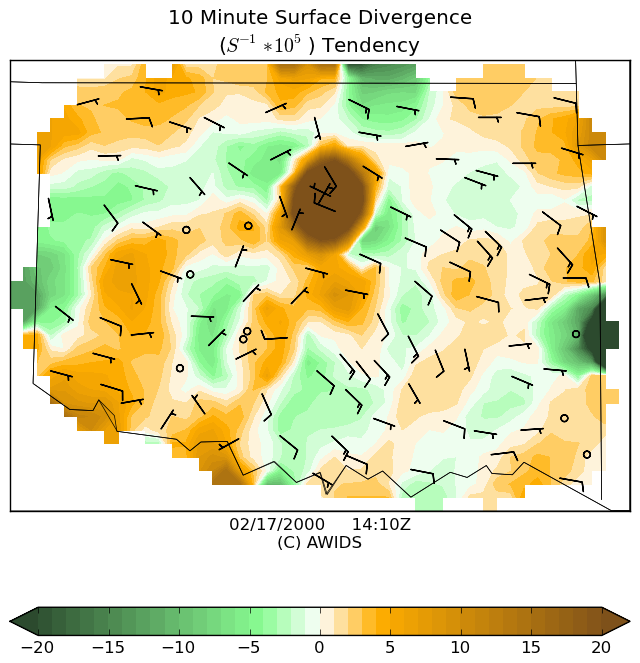 10 Minute Surface Divergence
(S⁻¹ *10⁵ ) Tendency
02/17/2000 14:10Z
(C) AWIDS
−20 −15 −10 −5 0 5 10 15 20